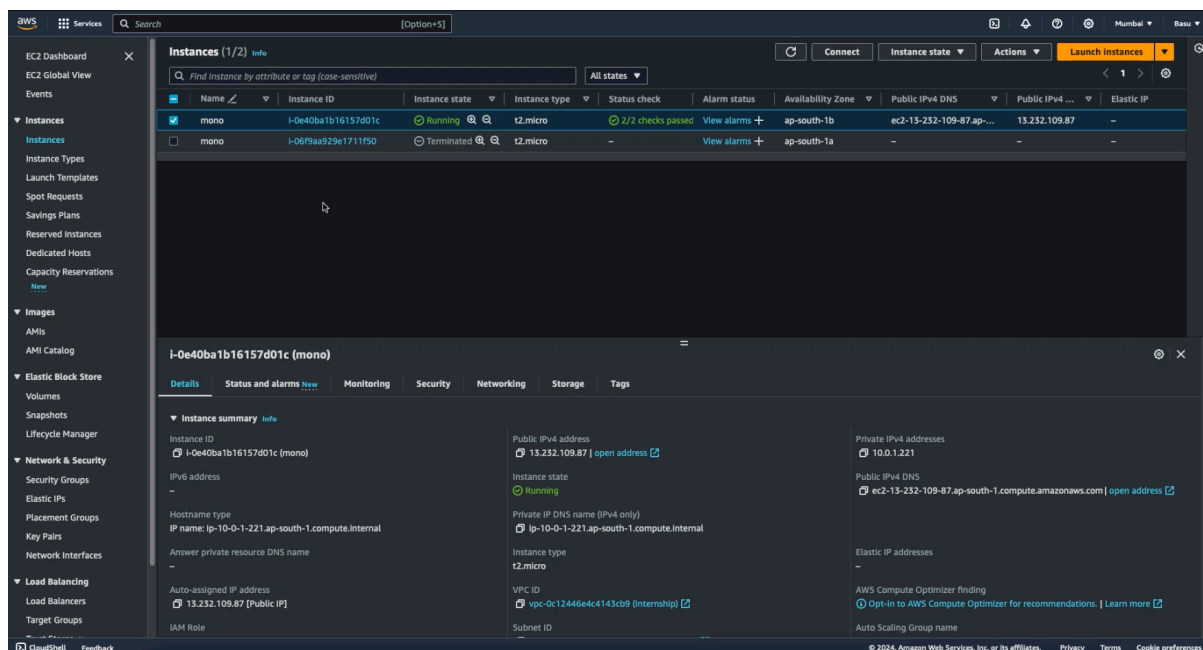 aws Services Search [Option+S] Mumbai ▼ Basu ▼
EC2 Dashboard
EC2 Global View
Events
▼ Instances
Instances
Instance Types
Launch Templates
Spot Requests
Savings Plans
Reserved Instances
Dedicated Hosts
Capacity Reservations
New
▼ Images
AMIs
AMI Catalog
▼ Elastic Block Store
Volumes
Snapshots
Lifecycle Manager
▼ Network & Security
Security Groups
Elastic IPs
Placement Groups
Key Pairs
Network Interfaces
▼ Load Balancing
Load Balancers
Target Groups
Instances (1/2) Info Connect Instance state ▼ Actions ▼ Launch instances ▼
Find Instance by attribute or tag (case-sensitive) All states ▼ < 1 >
Name Instance ID Instance state Instance type Status check Alarm status Availability Zone Public IPv4 DNS Public IPv4 ... Elastic IP
mono i-0e40ba1b16157d01c Running t2.micro 2/2 checks passed View alarms + ap-south-1b ec2-13-232-109-87.ap-... 13.232.109.87 –
mono i-06f9aa929e1711f50 Terminated t2.micro – View alarms + ap-south-1a – – –
i-0e40ba1b16157d01c (mono)
Details Status and alarms New Monitoring Security Networking Storage Tags
▼ Instance summary Info
Instance ID
i-0e40ba1b16157d01c (mono)
Public IPv4 address
13.232.109.87 | open address
Private IPv4 addresses
10.0.1.221
IPv6 address
–
Instance state
Running
Public IPv4 DNS
ec2-13-232-109-87.ap-south-1.compute.amazonaws.com | open address
Hostname type
IP name: ip-10-0-1-221.ap-south-1.compute.internal
Private IP DNS name (IPv4 only)
ip-10-0-1-221.ap-south-1.compute.internal
Answer private resource DNS name
–
Instance type
t2.micro
Elastic IP addresses
–
Auto-assigned IP address
13.232.109.87 [Public IP]
VPC ID
vpc-0c12446e4c4143cb9 (Internship)
AWS Compute Optimizer finding
Opt-in to AWS Compute Optimizer for recommendations. | Learn more
IAM Role
Subnet ID
Auto Scaling Group name
CloudShell Feedback © 2024, Amazon Web Services, Inc. or its affiliates. Privacy Terms Cookie preferences